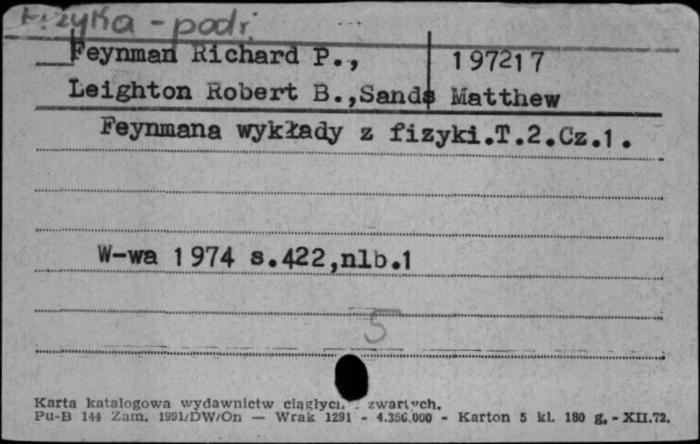 Fizyka - podr.
Feynman Richard P., 197217
Leighton Robert B.,Sands Matthew
Feynmana wykłady z fizyki.T.2.Cz.1.
W-wa 1974 s.422,nlb.1
5
Karta katalogowa wydawnictw ciągłych zwartych.
Pu-B 144 Zam. 1991/DW/On — Wrak 1291 - 4.350.000 - Karton 5 kl. 180 g. - XII.72.